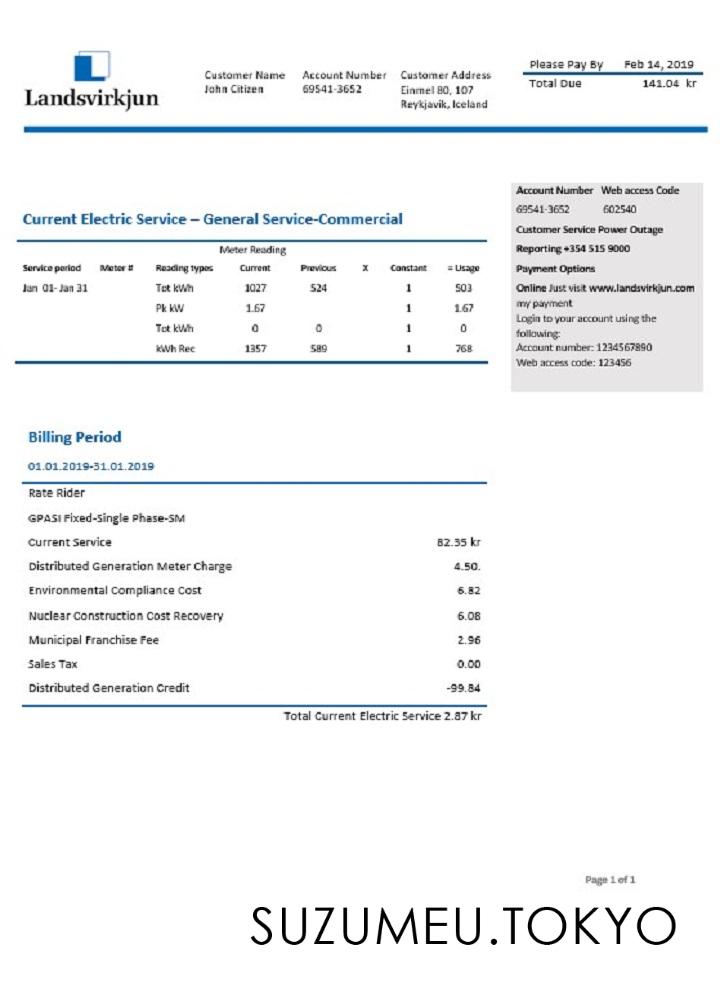 Landsvirkjun
Customer Name Account Number Customer Address
John Citizen 69541-3652 Einmel 80, 107
Reykjavik, Iceland
Please Pay By Feb 14, 2019
Total Due 141.04 kr
Current Electric Service – General Service-Commercial
Meter Reading
Service period Meter # Reading types Current Previous X Constant = Usage
Jan 01- Jan 31 Tot kWh 1027 524 1 503
Pk kW 1.67 1 1.67
Tot kWh 0 0 1 0
kWh Rec 1357 589 1 768
Account Number Web access Code
69541-3652 602540
Customer Service Power Outage
Reporting +354 515 9000
Payment Options
Online Just visit www.landsvirkjun.com
my payment
Login to your account using the
following:
Account number: 1234567890
Web access code: 123456
Billing Period
01.01.2019-31.01.2019
Rate Rider
GPASI Fixed-Single Phase-SM
Current Service 82.35 kr
Distributed Generation Meter Charge 4.50.
Environmental Compliance Cost 6.82
Nuclear Construction Cost Recovery 6.08
Municipal Franchise Fee 2.96
Sales Tax 0.00
Distributed Generation Credit -99.84
Total Current Electric Service 2.87 kr
Page 1 of 1
SUZUMEU.TOKYO